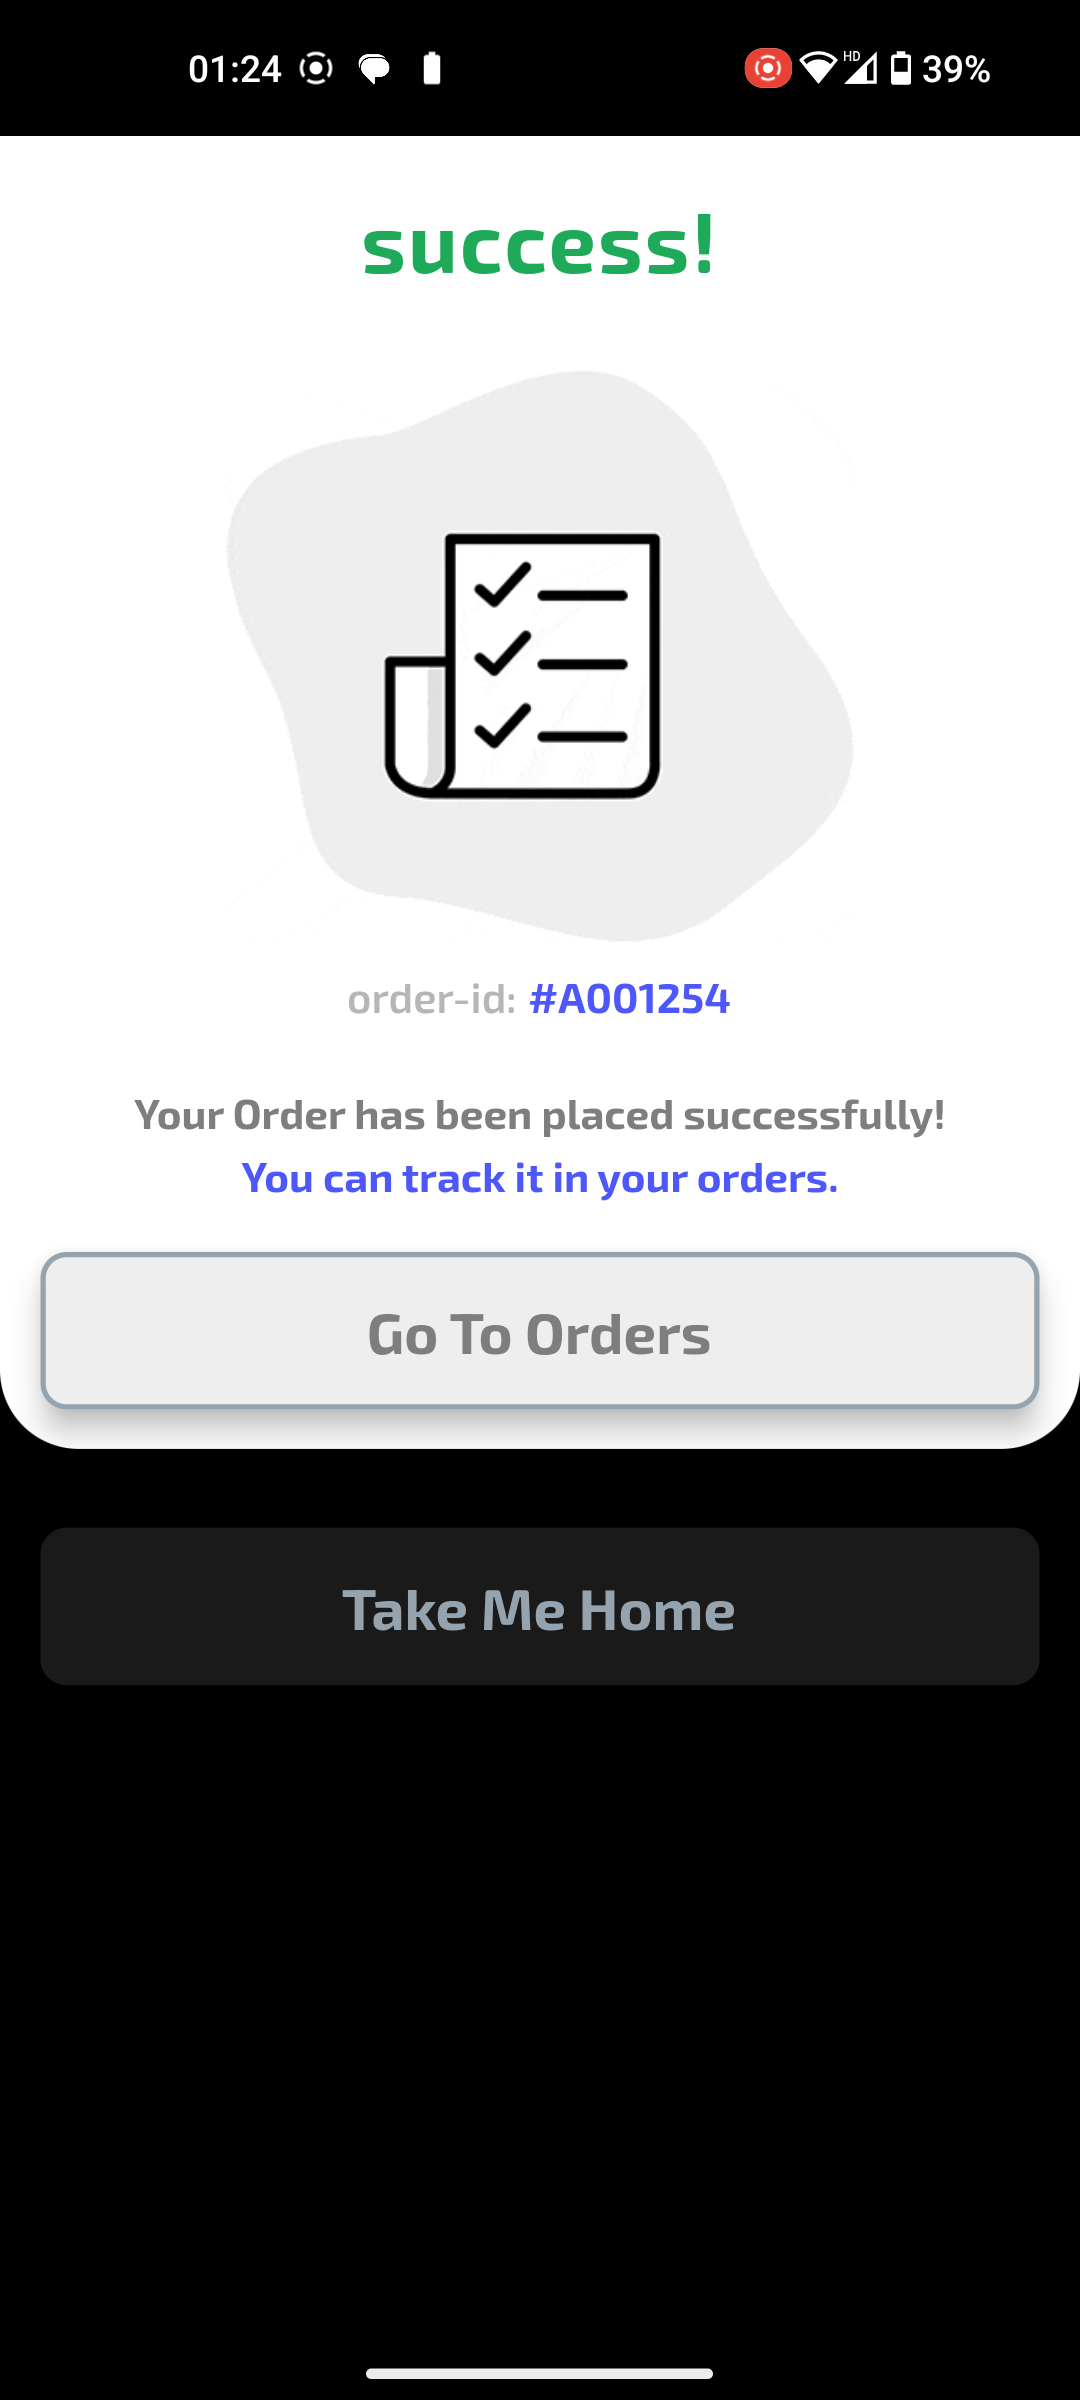 01:24 HD 39%
success!
order-id: #A001254
Your Order has been placed successfully!
You can track it in your orders.
Go To Orders
Take Me Home